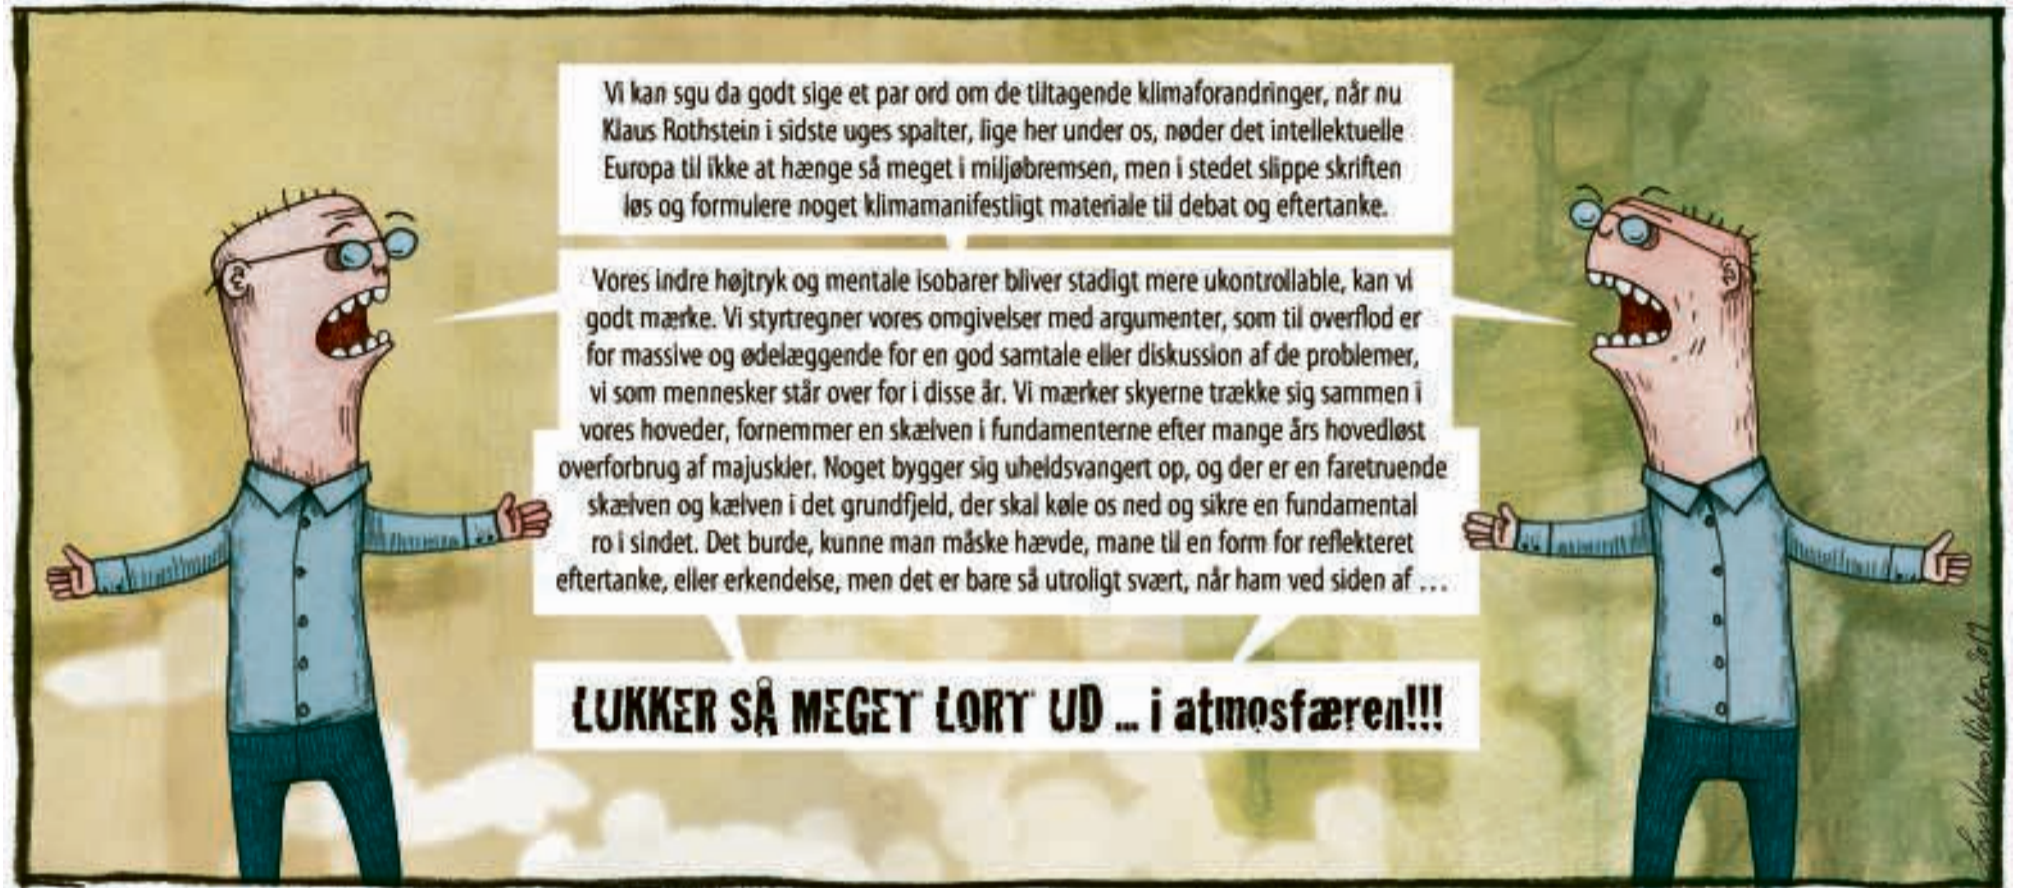 Vi kan sgu da godt sige et par ord om de tiltagende klimaforandringer, når nu
Klaus Rothstein i sidste uges spalter, lige her under os, nøder det intellektuelle
Europa til ikke at hænge så meget i miljøbremsen, men i stedet slippe skriften
løs og formulere noget klimamanifestligt materiale til debat og eftertanke.
Vores indre højtryk og mentale isobarer bliver stadigt mere ukontrollable, kan vi
godt mærke. Vi styrtregner vores omgivelser med argumenter, som til overflod er
for massive og ødelæggende for en god samtale eller diskussion af de problemer,
vi som mennesker står over for i disse år. Vi mærker skyerne trække sig sammen i
vores hoveder, fornemmer en skælven i fundamenterne efter mange års hovedløst
overforbrug af majuskler. Noget bygger sig uheldsvangert op, og der er en faretruende
skælven og kælven i det grundfjeld, der skal køle os ned og sikre en fundamental
ro i sindet. Det burde, kunne man måske hævde, mane til en form for reflekteret
eftertanke, eller erkendelse, men det er bare så utroligt svært, når ham ved siden af ...
LUKKER SÅ MEGET LORT UD ... i atmosfæren!!!